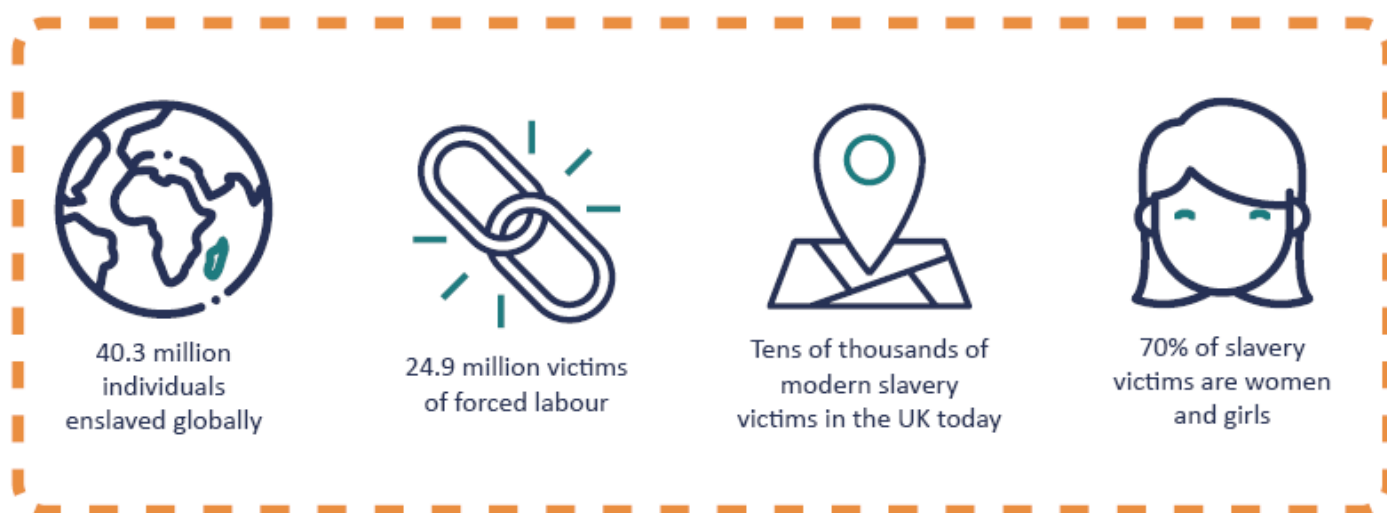 40.3 million
individuals
enslaved globally
24.9 million victims
of forced labour
Tens of thousands of
modern slavery
victims in the UK today
70% of slavery
victims are women
and girls